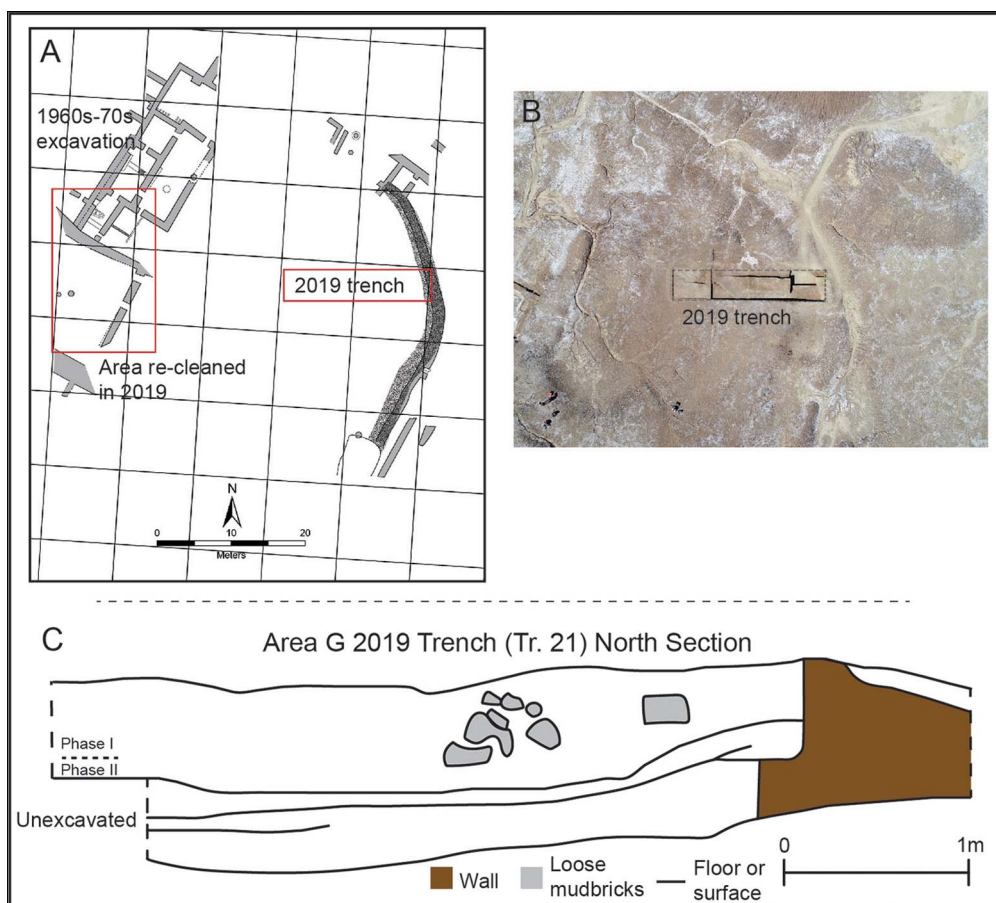 A
1960s-70s
excavation
2019 trench
Area re-cleaned
in 2019
N
0 10 20
Meters
B
2019 trench
C
Area G 2019 Trench (Tr. 21) North Section
Phase I
Phase II
Unexcavated
0 1m
Wall
Loose
mudbricks
Floor or
surface